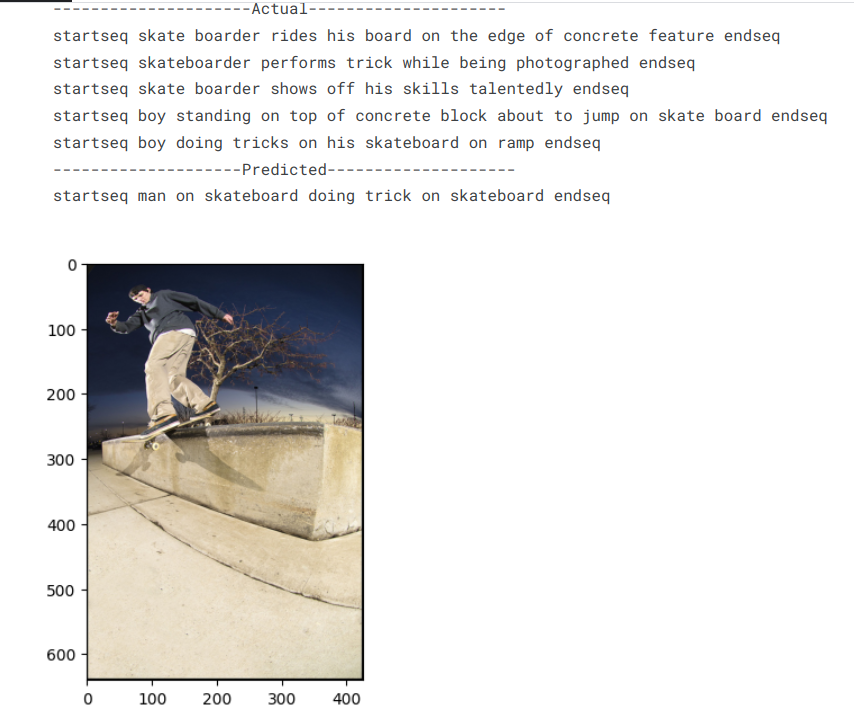 ---------------------Actual---------------------
startseq skate boarder rides his board on the edge of concrete feature endseq
startseq skateboarder performs trick while being photographed endseq
startseq skate boarder shows off his skills talentedly endseq
startseq boy standing on top of concrete block about to jump on skate board endseq
startseq boy doing tricks on his skateboard on ramp endseq
--------------------Predicted--------------------
startseq man on skateboard doing trick on skateboard endseq
0
100
200
300
400
500
600
0 100 200 300 400